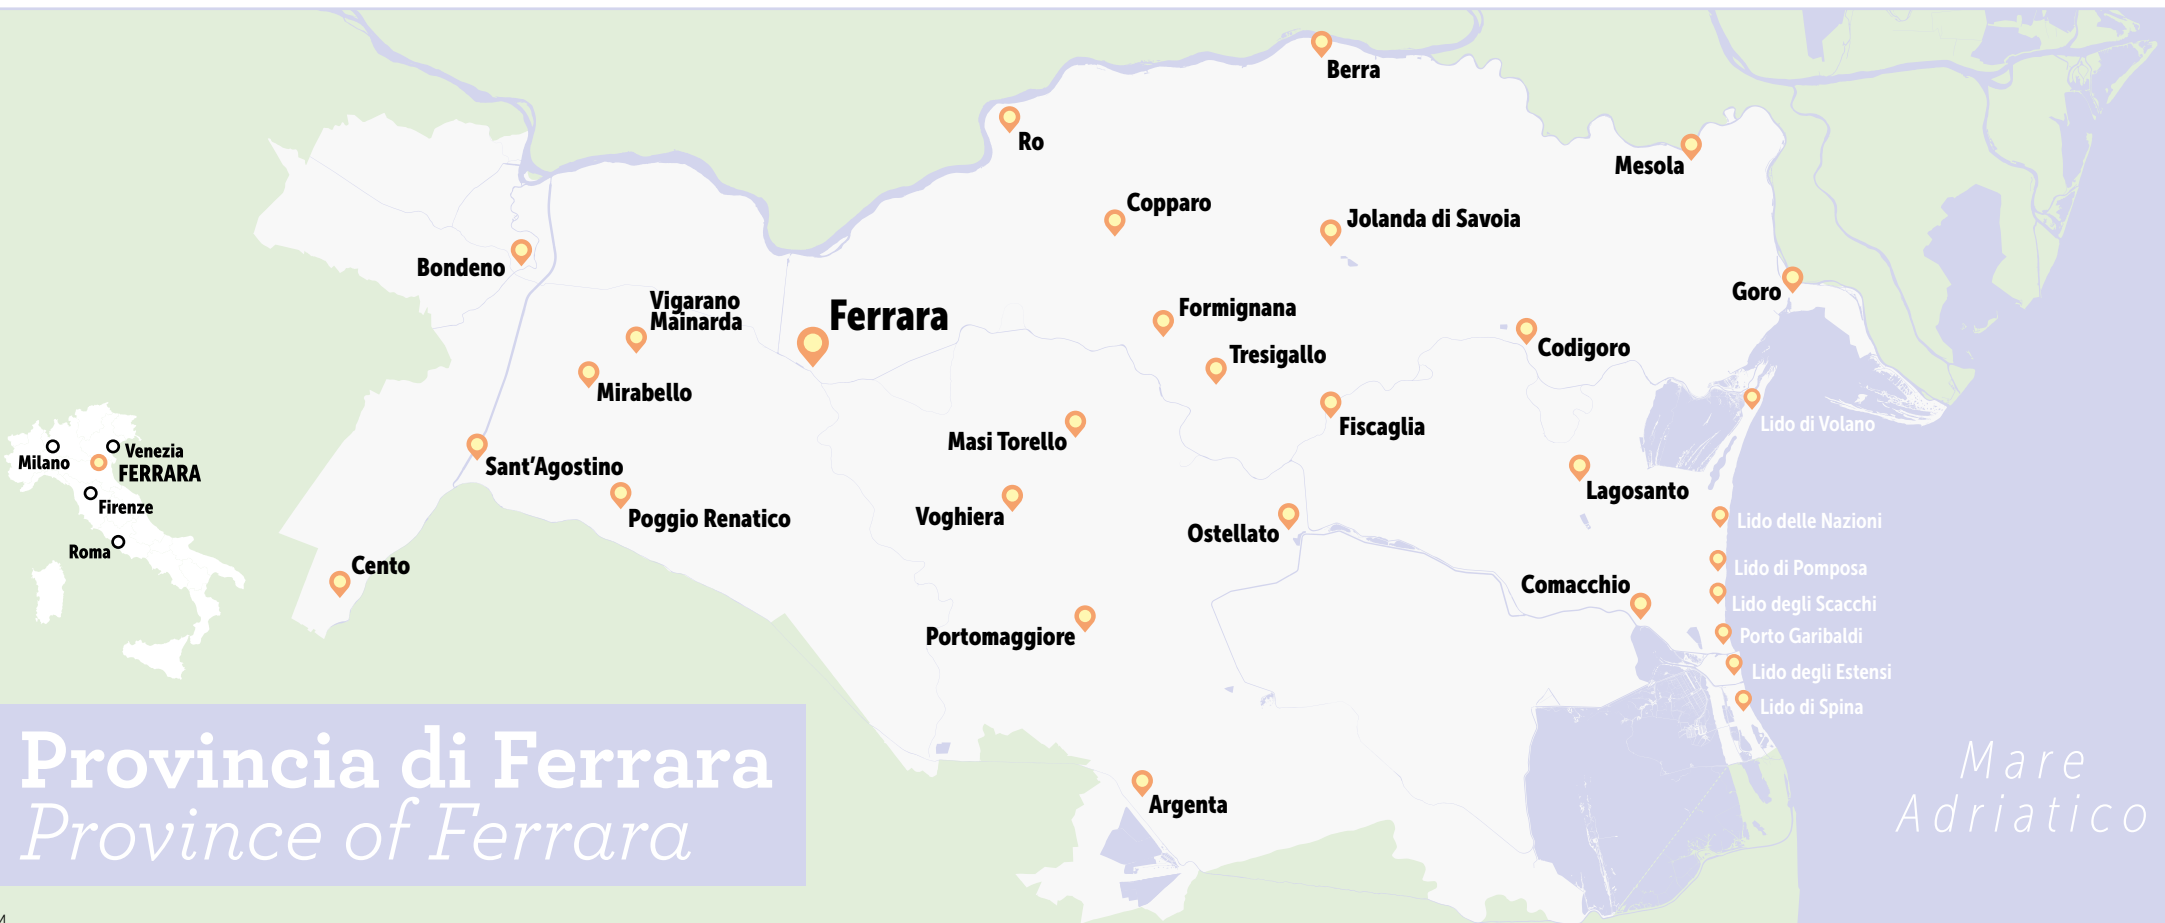 Berra
Ro
Mesola
Copparo
Jolanda di Savoia
Bondeno
Goro
Vigarano
Mainarda
Ferrara
Formignana
Codigoro
Tresigallo
Mirabello
Fiscaglia
Lido di Volano
Masi Torello
Milano
Venezia
FERRARA
Firenze
Roma
Sant'Agostino
Lagosanto
Poggio Renatico
Voghiera
Ostellato
Lido delle Nazioni
Cento
Lido di Pomposa
Comacchio
Lido degli Scacchi
Portomaggiore
Porto Garibaldi
Lido degli Estensi
Lido di Spina
Argenta
Mare
Adriatico
Provincia di Ferrara
Province of Ferrara